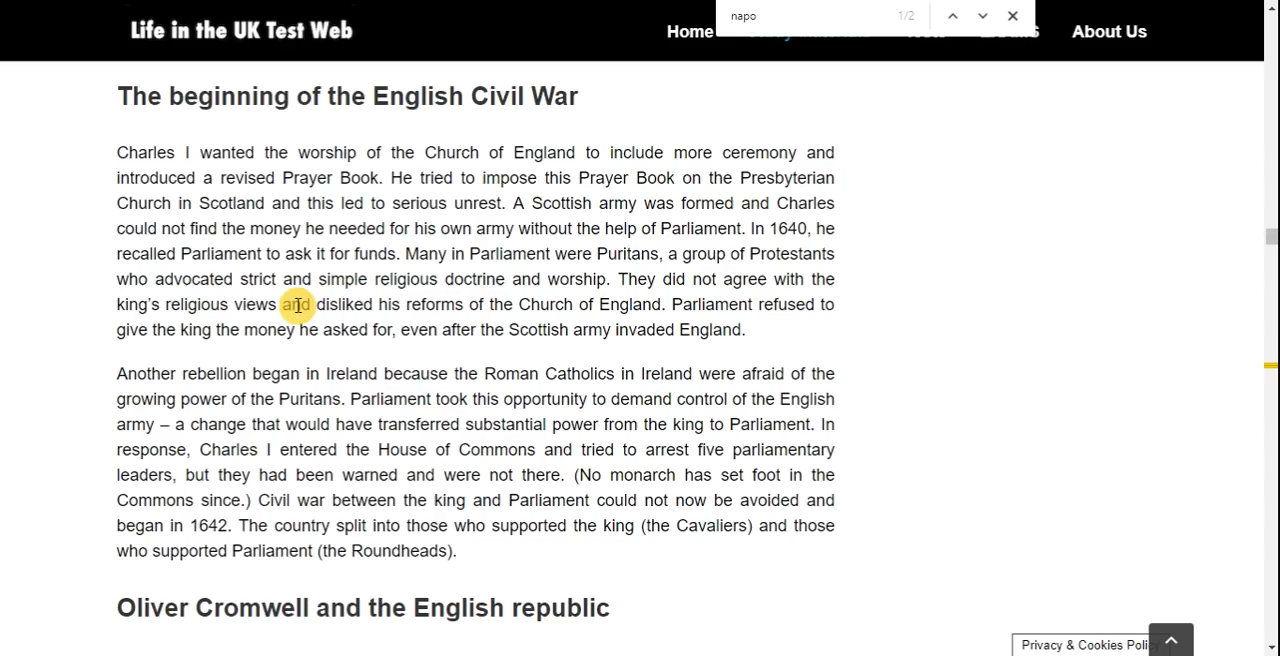 napo 1/2
Life in the UK Test Web
Home
About Us
The beginning of the English Civil War
Charles I wanted the worship of the Church of England to include more ceremony and
introduced a revised Prayer Book. He tried to impose this Prayer Book on the Presbyterian
Church in Scotland and this led to serious unrest. A Scottish army was formed and Charles
could not find the money he needed for his own army without the help of Parliament. In 1640, he
recalled Parliament to ask it for funds. Many in Parliament were Puritans, a group of Protestants
who advocated strict and simple religious doctrine and worship. They did not agree with the
king's religious views and disliked his reforms of the Church of England. Parliament refused to
give the king the money he asked for, even after the Scottish army invaded England.
Another rebellion began in Ireland because the Roman Catholics in Ireland were afraid of the
growing power of the Puritans. Parliament took this opportunity to demand control of the English
army – a change that would have transferred substantial power from the king to Parliament. In
response, Charles I entered the House of Commons and tried to arrest five parliamentary
leaders, but they had been warned and were not there. (No monarch has set foot in the
Commons since.) Civil war between the king and Parliament could not now be avoided and
began in 1642. The country split into those who supported the king (the Cavaliers) and those
who supported Parliament (the Roundheads).
Oliver Cromwell and the English republic
Privacy & Cookies Polic